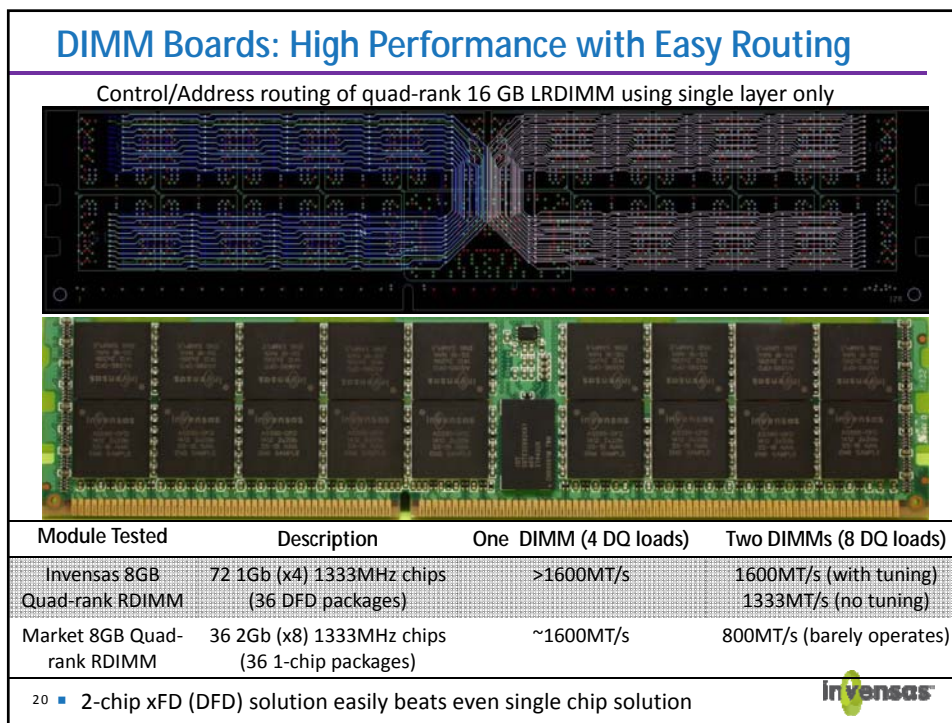 DIMM Boards: High Performance with Easy Routing
Control/Address routing of quad-rank 16 GB LRDIMM using single layer only
Module Tested Description One DIMM (4 DQ loads) Two DIMMs (8 DQ loads)
Invensas 8GB Quad-rank RDIMM 72 1Gb (x4) 1333MHz chips (36 DFD packages) >1600MT/s 1600MT/s (with tuning) 1333MT/s (no tuning)
Market 8GB Quad-rank RDIMM 36 2Gb (x8) 1333MHz chips (36 1-chip packages) ~1600MT/s 800MT/s (barely operates)
20 ▪ 2-chip xFD (DFD) solution easily beats even single chip solution
invensas